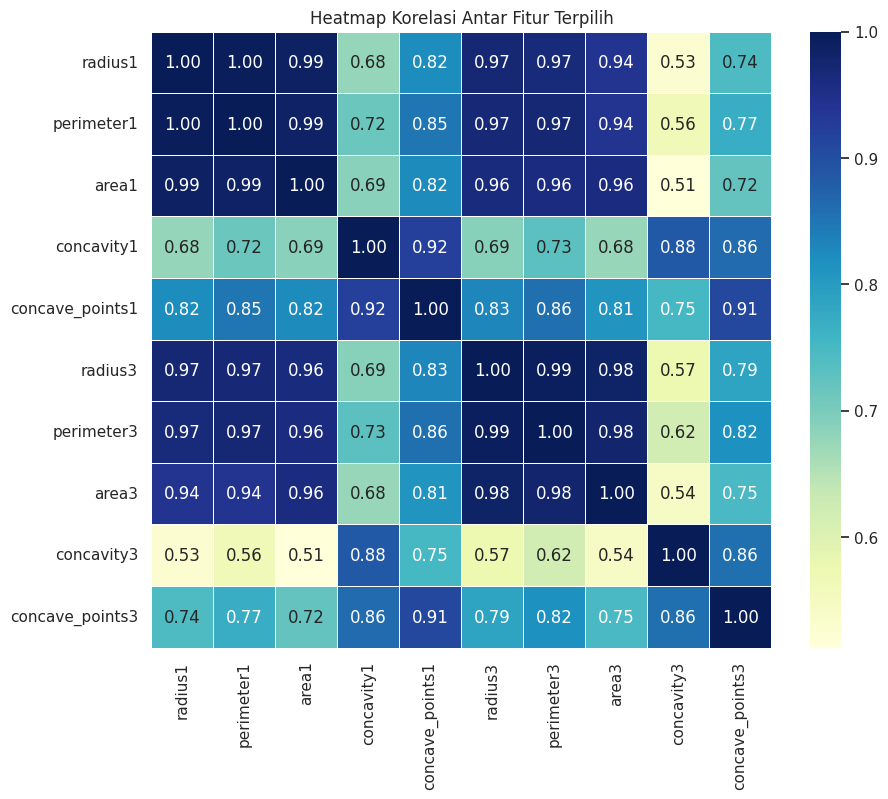 Heatmap Korelasi Antar Fitur Terpilih
radius1 1.00 1.00 0.99 0.68 0.82 0.97 0.97 0.94 0.53 0.74
perimeter1 1.00 1.00 0.99 0.72 0.85 0.97 0.97 0.94 0.56 0.77
area1 0.99 0.99 1.00 0.69 0.82 0.96 0.96 0.96 0.51 0.72
concavity1 0.68 0.72 0.69 1.00 0.92 0.69 0.73 0.68 0.88 0.86
concave_points1 0.82 0.85 0.82 0.92 1.00 0.83 0.86 0.81 0.75 0.91
radius3 0.97 0.97 0.96 0.69 0.83 1.00 0.99 0.98 0.57 0.79
perimeter3 0.97 0.97 0.96 0.73 0.86 0.99 1.00 0.98 0.62 0.82
area3 0.94 0.94 0.96 0.68 0.81 0.98 0.98 1.00 0.54 0.75
concavity3 0.53 0.56 0.51 0.88 0.75 0.57 0.62 0.54 1.00 0.86
concave_points3 0.74 0.77 0.72 0.86 0.91 0.79 0.82 0.75 0.86 1.00
radius1
perimeter1
area1
concavity1
concave_points1
radius3
perimeter3
area3
concavity3
concave_points3
1.0
0.9
0.8
0.7
0.6